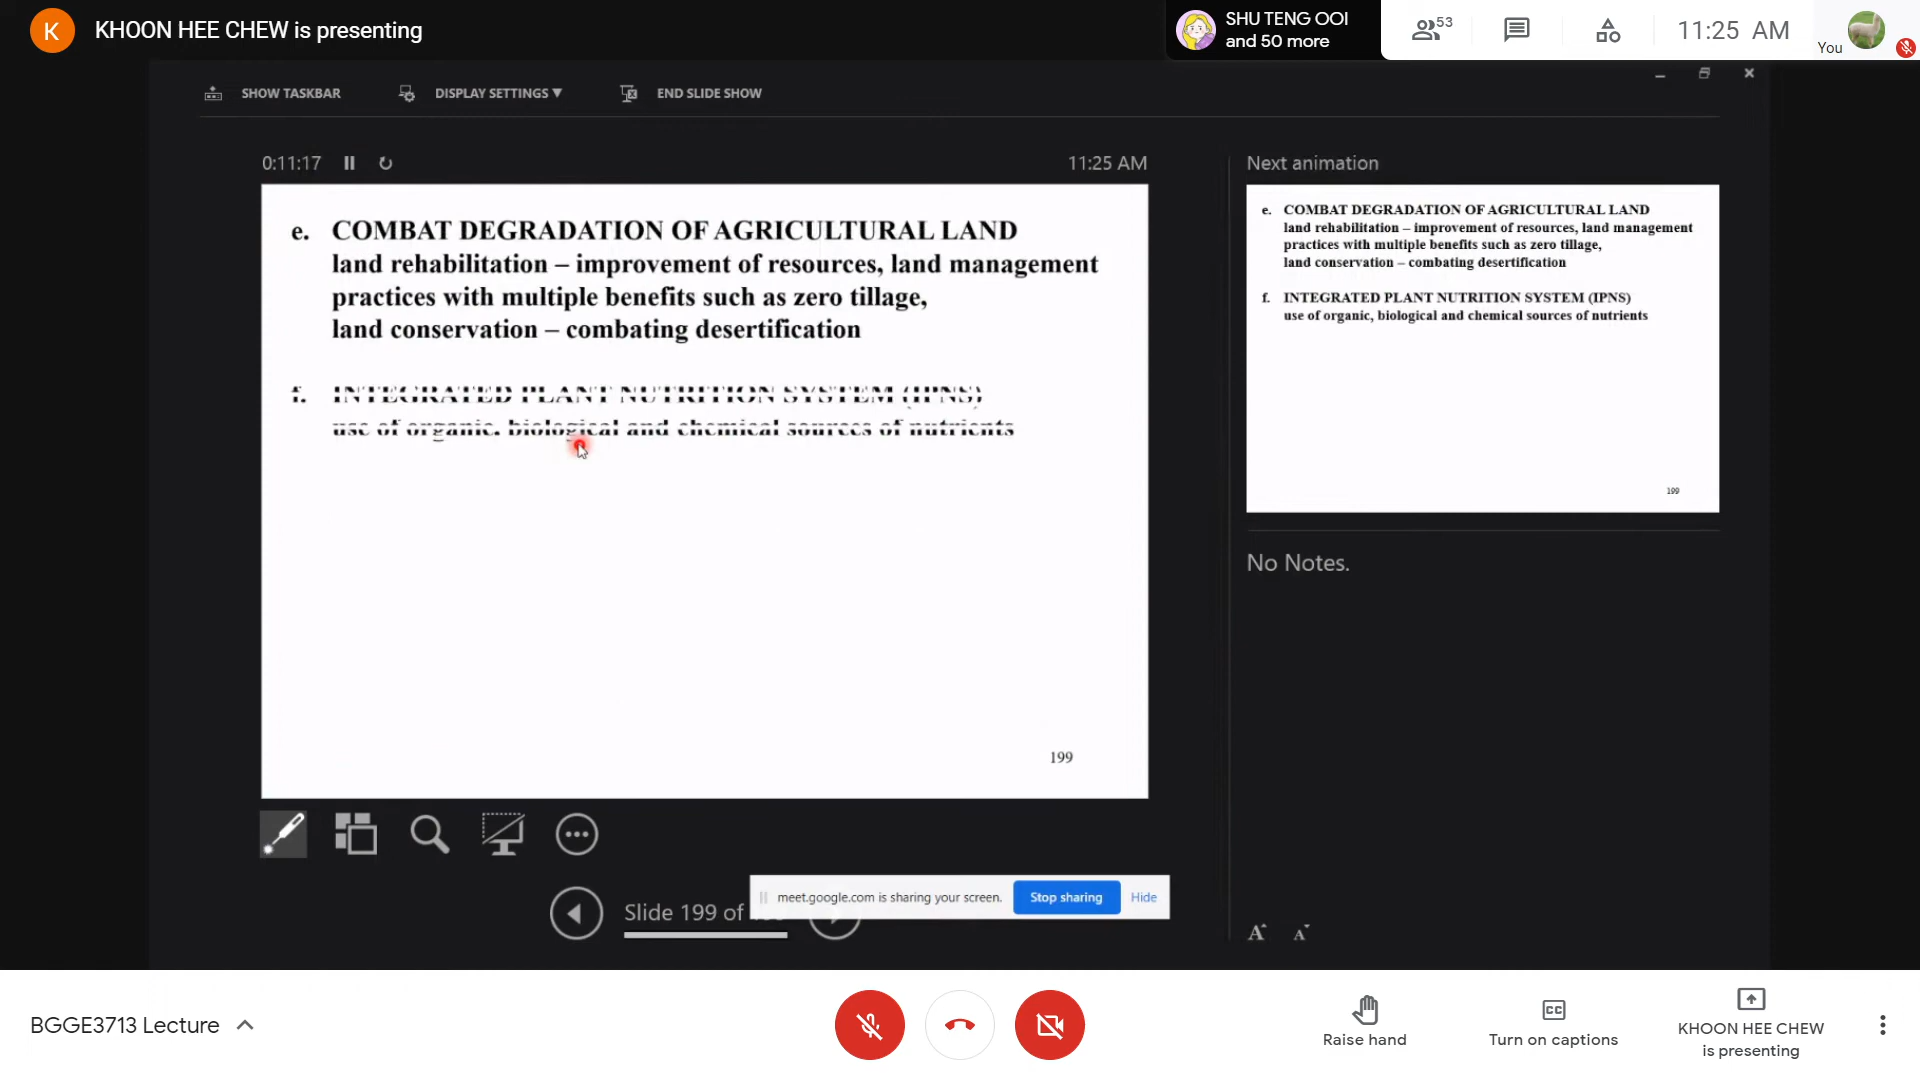 K
KHOON HEE CHEW is presenting
SHU TENG OOI
and 50 more
53
11:25 AM
You
SHOW TASKBAR
DISPLAY SETTINGS ▼
END SLIDE SHOW
0:11:17
11:25 AM
e. COMBAT DEGRADATION OF AGRICULTURAL LAND
land rehabilitation – improvement of resources, land management
practices with multiple benefits such as zero tillage,
land conservation – combating desertification
f. INTEGRATED PLANT NUTRITION SYSTEM (IPNS)
use of organic, biological and chemical sources of nutrients
199
Next animation
e. COMBAT DEGRADATION OF AGRICULTURAL LAND
land rehabilitation – improvement of resources, land management
practices with multiple benefits such as zero tillage,
land conservation – combating desertification
f. INTEGRATED PLANT NUTRITION SYSTEM (IPNS)
use of organic, biological and chemical sources of nutrients
199
No Notes.
A A
Slide 199 of
meet.google.com is sharing your screen.
Stop sharing
Hide
BGGE3713 Lecture
Raise hand
CC
Turn on captions
KHOON HEE CHEW
is presenting